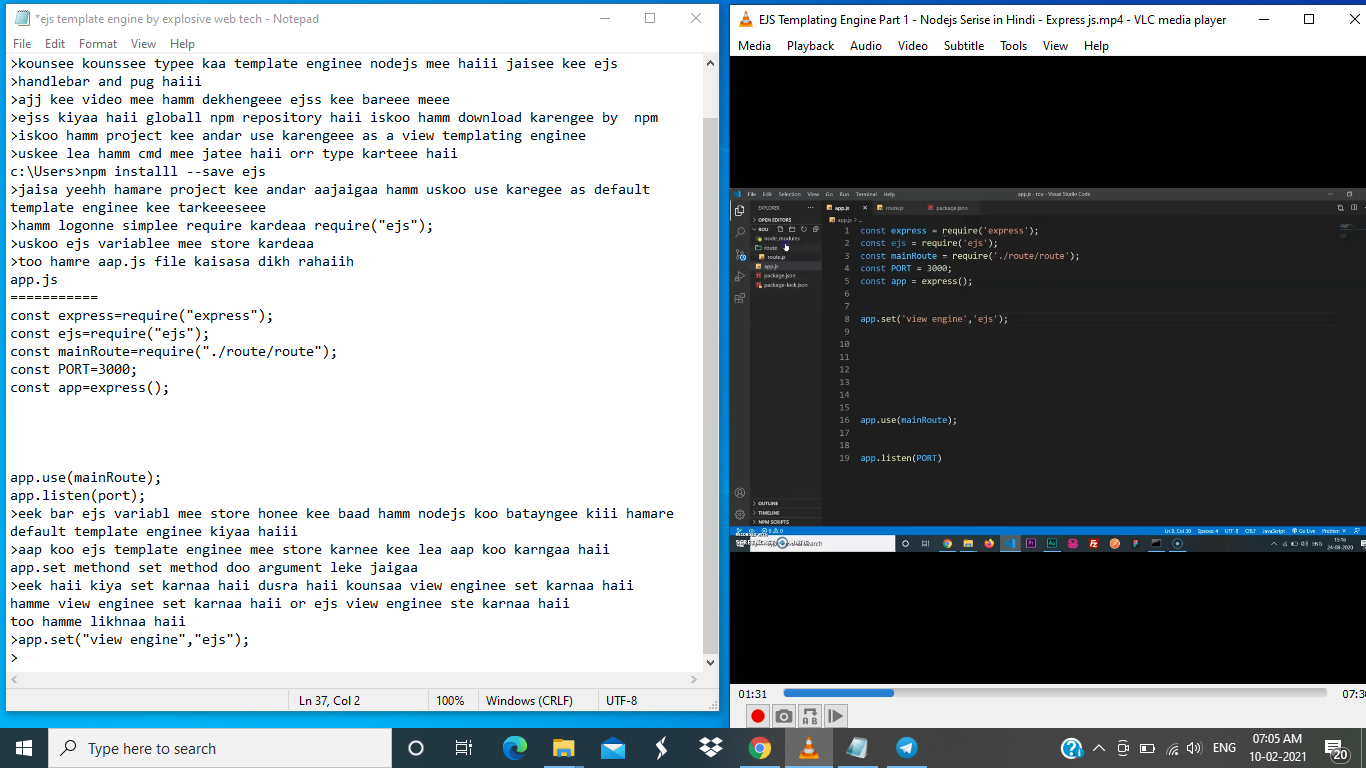 *ejs template engine by explosive web tech - Notepad
File Edit Format View Help
>kounsee kounssee typee kaa template enginee nodejs mee haiii jaisee kee ejs
>handlebar and pug haiii
>ajj kee video mee hamm dekhengeee ejss kee bareee meee
>ejss kiyaa haii globall npm repository haii iskoo hamm download karengee by  npm
>iskoo hamm project kee andar use karengeee as a view templating enginee
>uskee lea hamm cmd mee jatee haii orr type karteee haii
c:\Users>npm installl --save ejs
>jaisa yeehh hamare project kee andar aajaigaa hamm uskoo use karegee as default
template enginee kee tarkeeeseee
>hamm logonne simplee require kardeaa require("ejs");
>uskoo ejs variablee mee store kardeaa
>too hamre aap.js file kaisasa dikh rahaiih
app.js
===========
const express=require("express");
const ejs=require("ejs");
const mainRoute=require("./route/route");
const PORT=3000;
const app=express();
app.use(mainRoute);
app.listen(port);
>eek bar ejs variabl mee store honee kee baad hamm nodejs koo batayngee kiii hamare
default template enginee kiyaa haiii
>aap koo ejs template enginee mee store karnee kee lea aap koo karngaa haii
app.set methond set method doo argument leke jaigaa
>eek haii kiya set karnaa haii dusra haii kounsaa view enginee set karnaa haii
hamme view enginee set karnaa haii or ejs view enginee ste karnaa haii
too hamme likhnaa haii
>app.set("view engine","ejs");
>
Ln 37, Col 2 100% Windows (CRLF) UTF-8
EJS Templating Engine Part 1 - Nodejs Serise in Hindi - Express js.mp4 - VLC media player
Media Playback Audio Video Subtitle Tools View Help
File Edit Selection View Go Run Terminal Help app.js - rou - Visual Studio Code
EXPLORER
OPEN EDITORS
ROU
node_modules
route
route.js
app.js
package.json
package-lock.json
OUTLINE
TIMELINE
NPM SCRIPTS
app.js route.js package.json
app.js > ...
1 const express = require('express');
2 const ejs = require('ejs');
3 const mainRoute = require('./route/route');
4 const PORT = 3000;
5 const app = express();
6
7
8 app.set('view engine','ejs');
9
10
11
12
13
14
15
16 app.use(mainRoute);
17
18
19 app.listen(PORT)
Ln 8, Col 30 Spaces: 4 UTF-8 CRLF JavaScript Go Live Prettier
search
ENG 15:16
24-08-2020
01:31 07:3
Type here to search
ENG 07:05 AM
10-02-2021
20